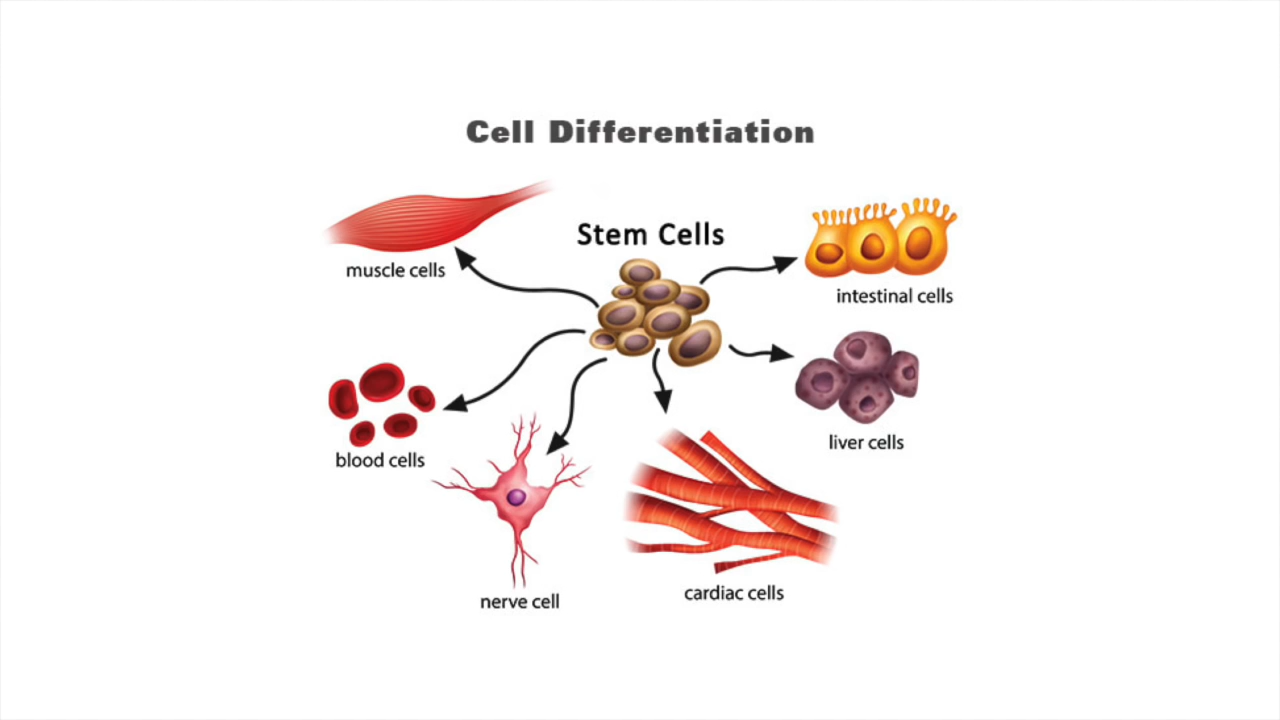 Cell Differentiation
Stem Cells
muscle cells
intestinal cells
blood cells
liver cells
nerve cell
cardiac cells